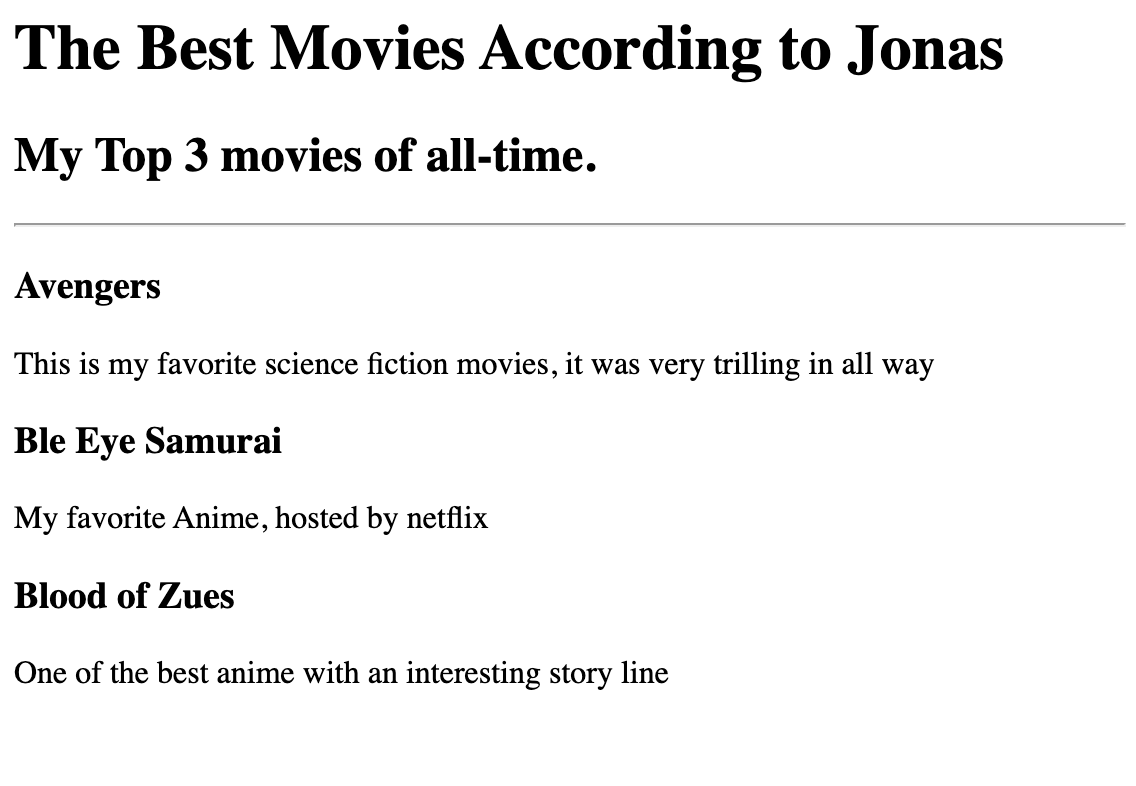 The Best Movies According to Jonas
My Top 3 movies of all-time.
Avengers
This is my favorite science fiction movies, it was very trilling in all way
Ble Eye Samurai
My favorite Anime, hosted by netflix
Blood of Zues
One of the best anime with an interesting story line